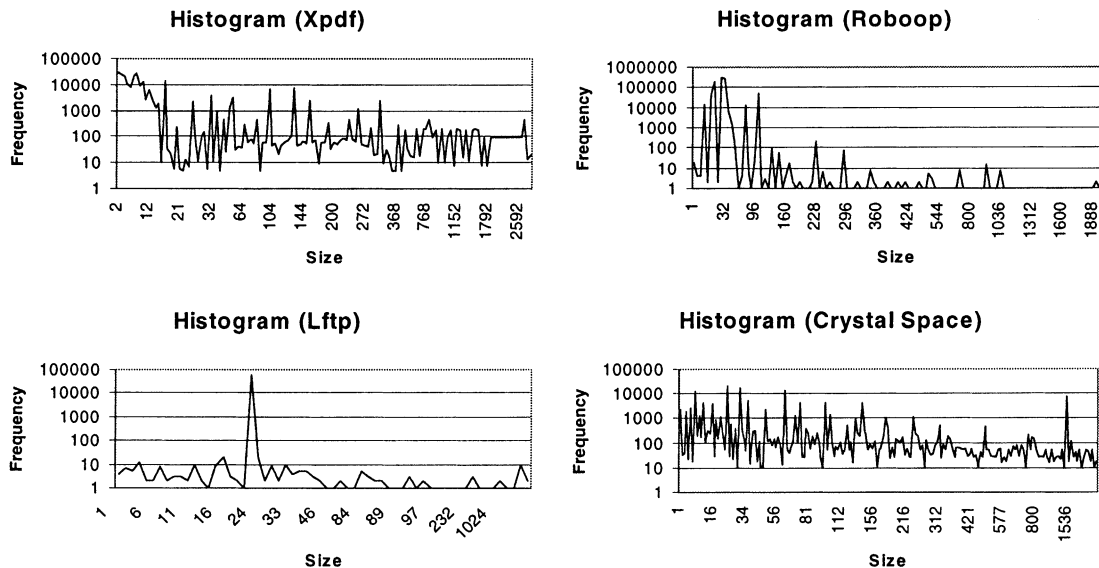 Histogram (Xpdf)
Frequency
100000
10000
1000
100
10
1
2 12 21 32 64 104 144 200 272 368 768 1152 1792 2592
Size
Histogram (Roboop)
Frequency
1000000
100000
10000
1000
100
10
1
1 32 96 160 228 296 360 424 544 800 1036 1312 1600 1888
Size
Histogram (Lftp)
Frequency
100000
10000
1000
100
10
1
1 6 11 16 24 33 46 84 89 97 232 1024
Size
Histogram (Crystal Space)
Frequency
100000
10000
1000
100
10
1
1 16 34 56 81 112 156 216 312 421 577 800 1536
Size